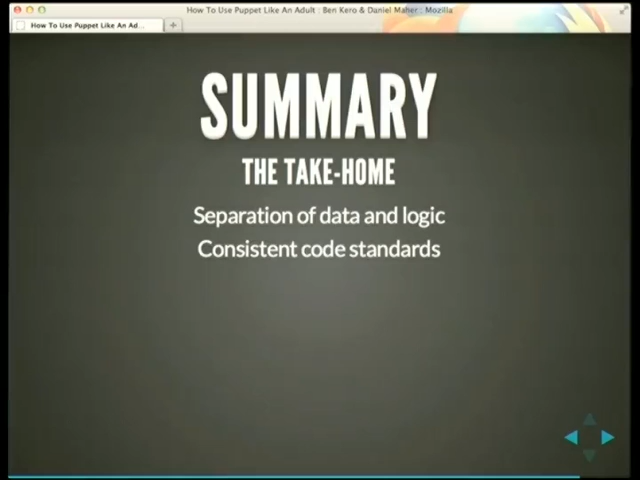 How To Use Puppet Like An Adult : Ben Kero & Daniel Maher : Mozilla
How To Use Puppet Like An Ad...
SUMMARY
THE TAKE-HOME
Separation of data and logic
Consistent code standards